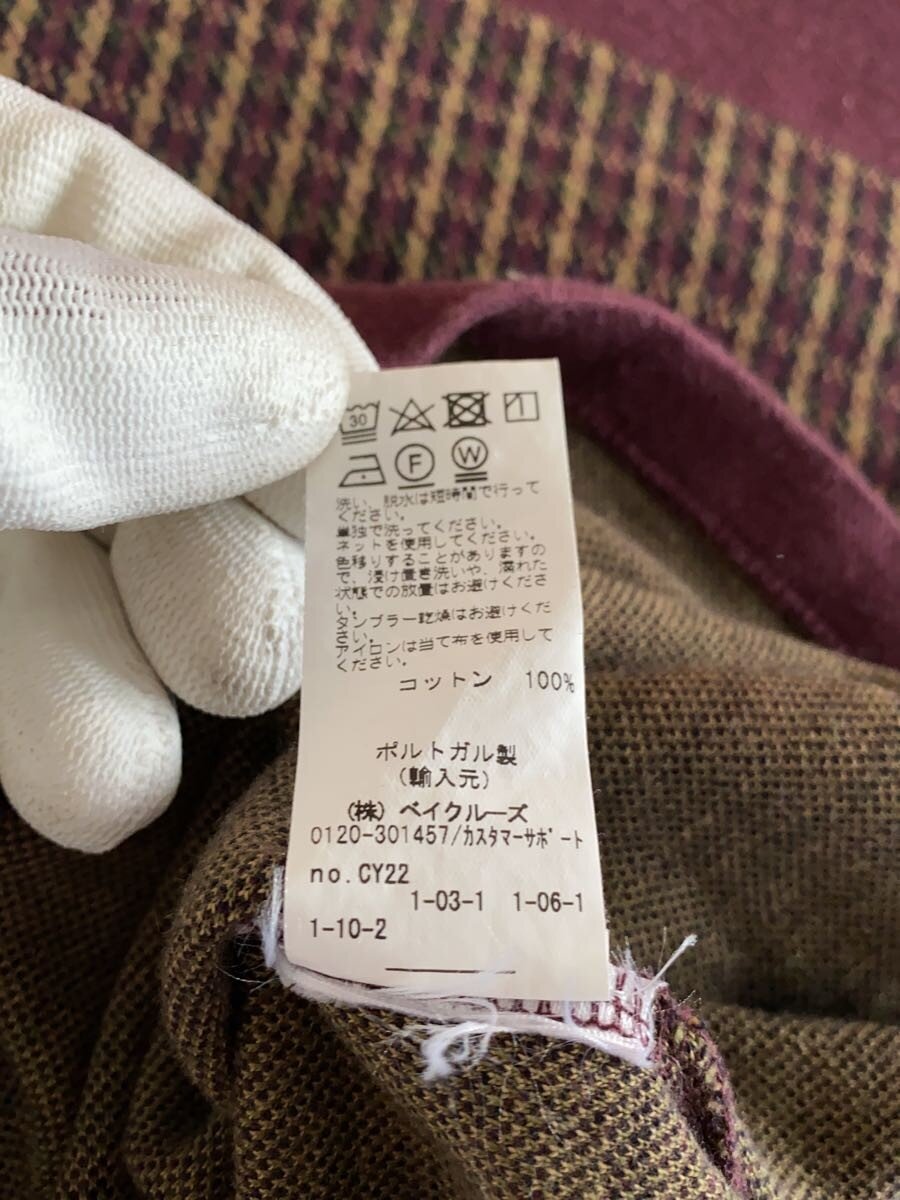 30
F W
洗い、脱水は短時間で行って
ください。
単独で洗ってください。
ネットを使用してください。
色移りすることがありますの
で、浸け置き洗いや、濡れた
状態での放置はお避けくださ
い。
タンブラー乾燥はお避けくだ
さい。
アイロンは当て布を使用して
ください。
コットン 100%
ポルトガル製
(輸入元)
(株)ベイクルーズ
0120-301457/カスタマーサポート
no.CY22
1-03-1 1-06-1
1-10-2